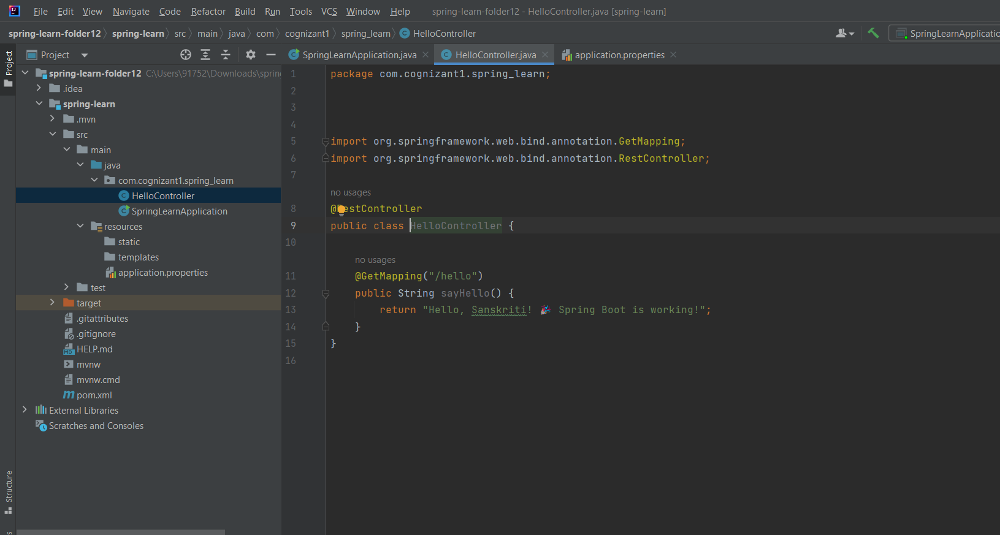 File Edit View Navigate Code Refactor Build Run Tools VCS Window Help spring-learn-folder12 - HelloController.java [spring-learn]
spring-learn-folder12 spring-learn src main java com cognizant1 spring_learn HelloController SpringLearnApplicatio
Project
Project
SpringLearnApplication.java HelloController.java application.properties
spring-learn-folder12 C:\Users\91752\Downloads\sprin
.idea
spring-learn
.mvn
src
main
java
com.cognizant1.spring_learn
HelloController
SpringLearnApplication
resources
static
templates
application.properties
test
target
.gitattributes
.gitignore
HELP.md
mvnw
mvnw.cmd
pom.xml
External Libraries
Scratches and Consoles
Structure
1 package com.cognizant1.spring_learn;
2
3
4
5 import org.springframework.web.bind.annotation.GetMapping;
6 import org.springframework.web.bind.annotation.RestController;
7
no usages
8 @RestController
9 public class HelloController {
10
no usages
11 @GetMapping("/hello")
12 public String sayHello() {
13 return "Hello, Sanskriti! 🎉 Spring Boot is working!";
14 }
15 }
16